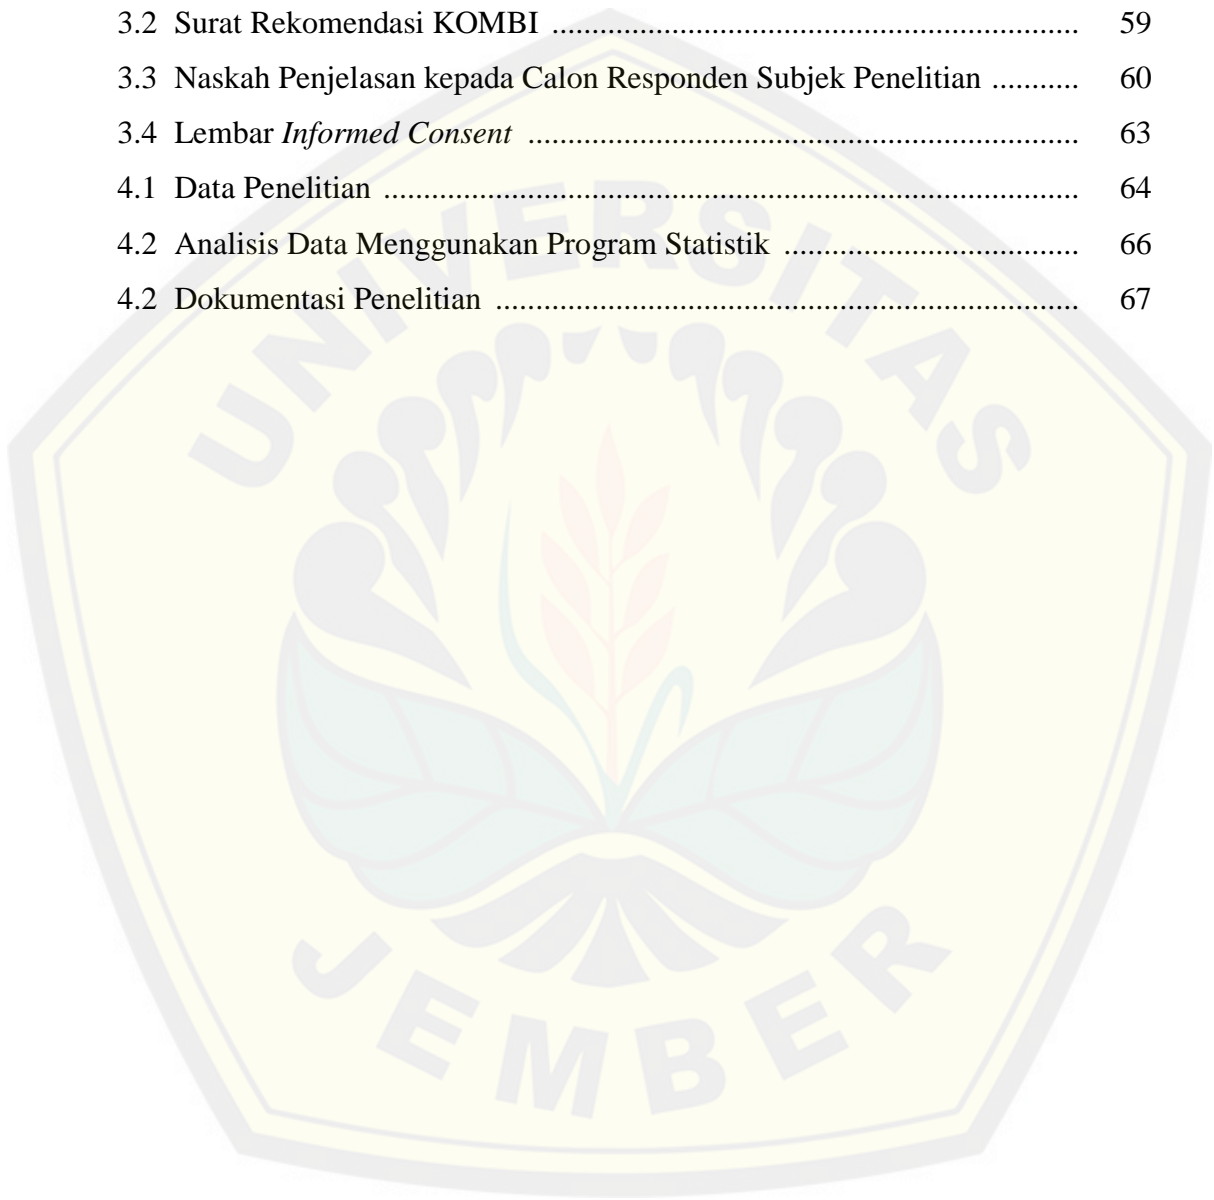 3.2 Surat Rekomendasi KOMBI ................................................................ 59
3.3 Naskah Penjelasan kepada Calon Responden Subjek Penelitian ........... 60
3.4 Lembar Informed Consent ................................................................... 63
4.1 Data Penelitian ..................................................................................... 64
4.2 Analisis Data Menggunakan Program Statistik .................................... 66
4.2 Dokumentasi Penelitian ....................................................................... 67
UNIVERSITAS
JEMBER